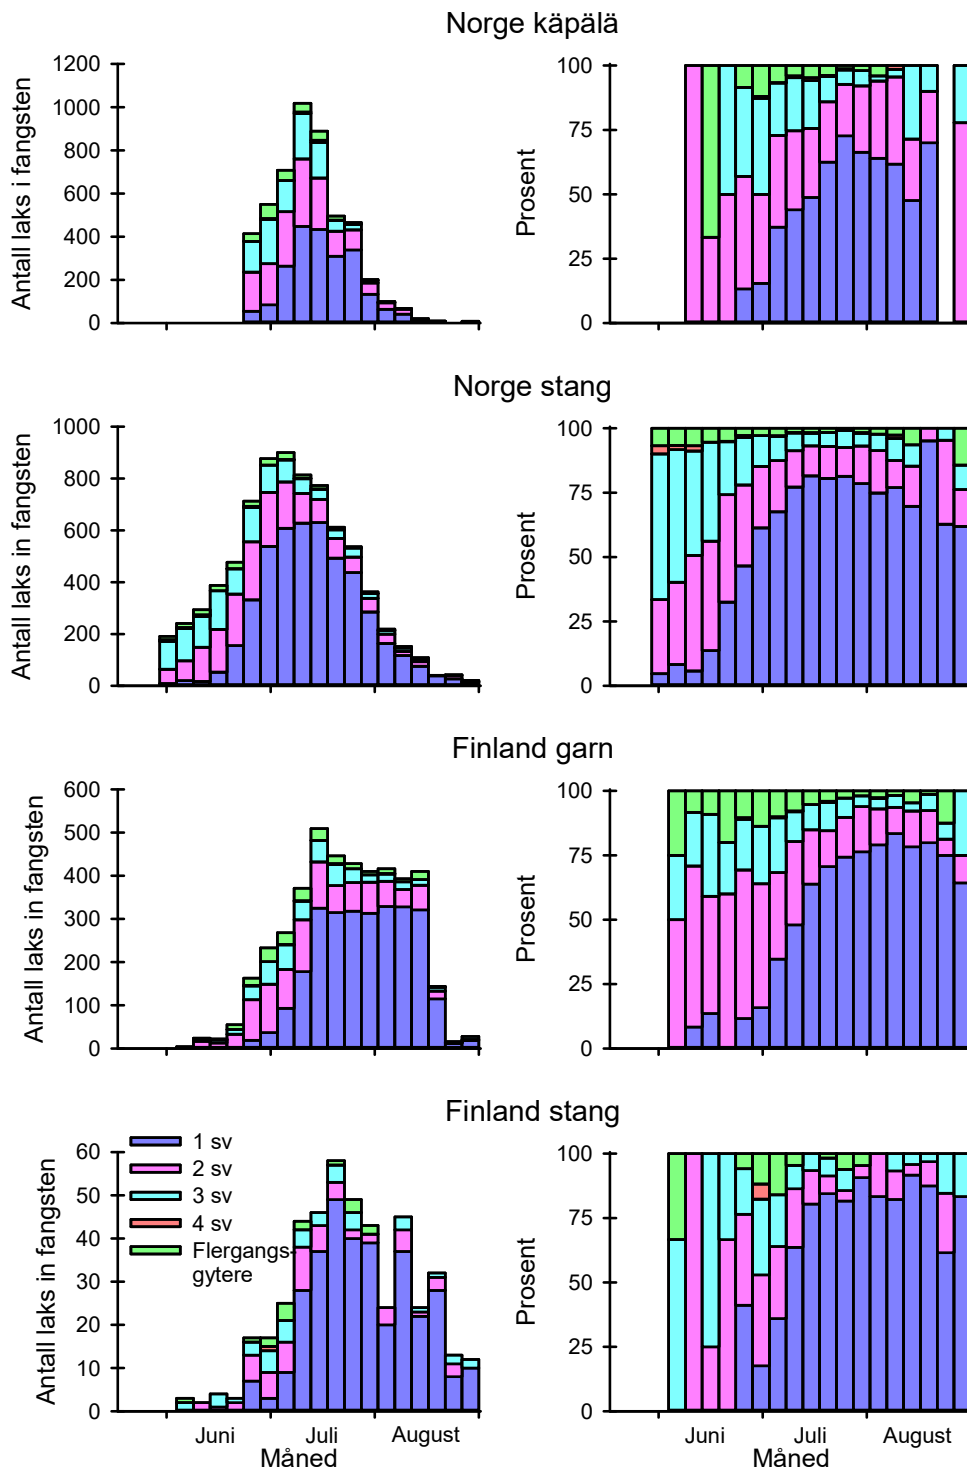 Norge käpälä
Antall laks i fangsten
1200
1000
800
600
400
200
0
Prosent
100
75
50
25
0
Norge stang
Antall laks in fangsten
1000
800
600
400
200
0
Prosent
100
75
50
25
0
Finland garn
Antall laks in fangsten
600
500
400
300
200
100
0
Prosent
100
75
50
25
0
Finland stang
Antall laks in fangsten
60
50
40
30
20
10
0
1 sv
2 sv
3 sv
4 sv
Flergangs-
gytere
Juni
Juli
August
Måned
Prosent
100
75
50
25
0
Juni
Juli
August
Måned